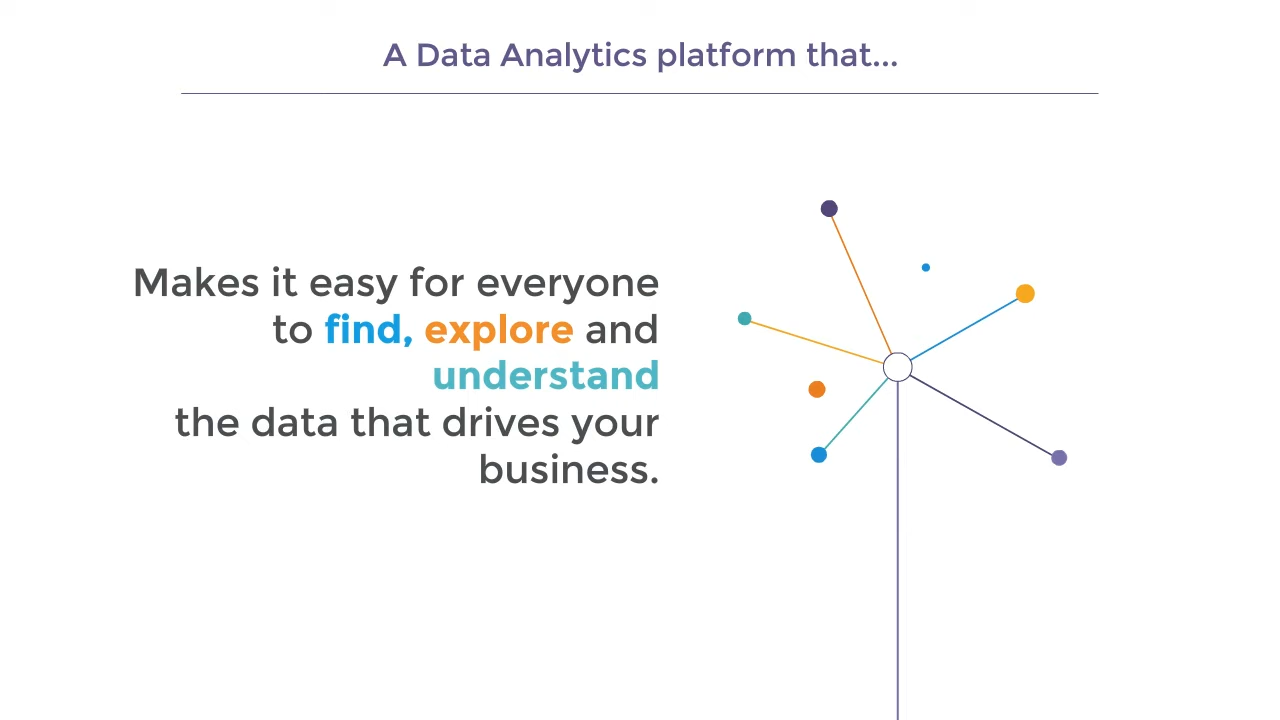 A Data Analytics platform that...
Makes it easy for everyone
to find, explore and
understand
the data that drives your
business.